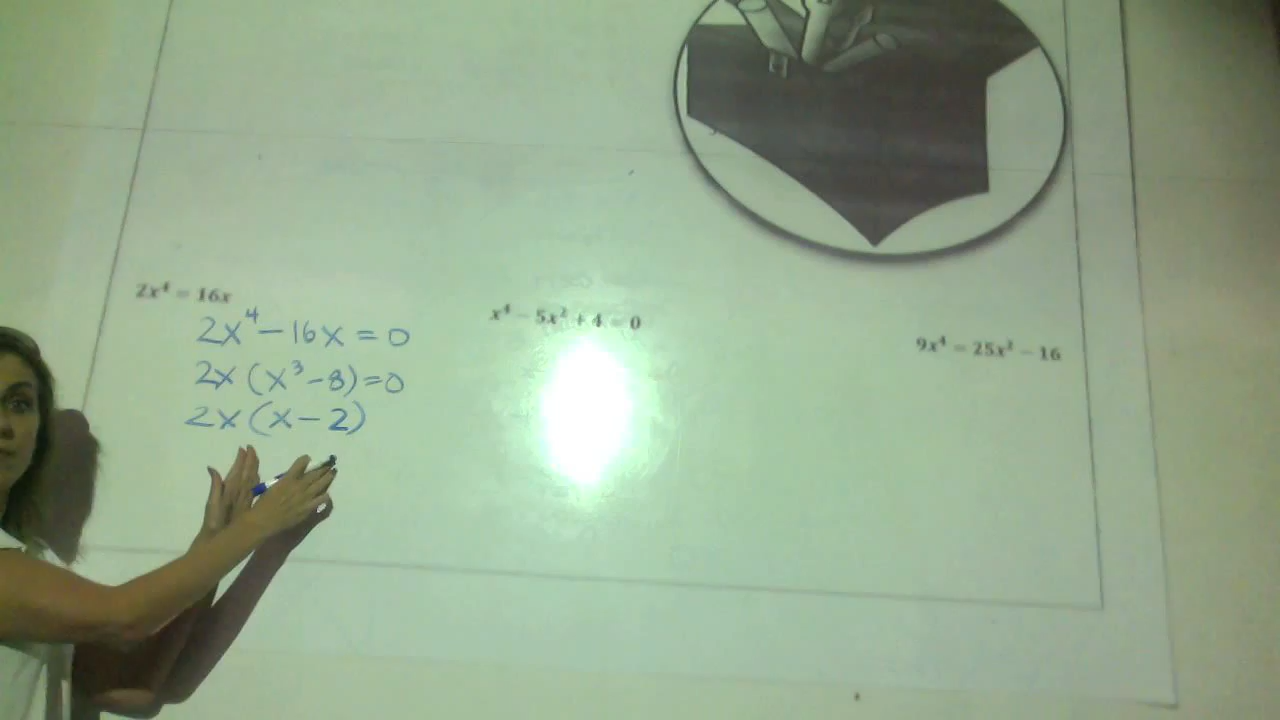 2x⁴ = 16x
2x⁴ − 16x = 0
2x (x³ − 8) = 0
2x (x − 2)
x⁴ − 5x² + 4 = 0
9x⁴ = 25x² − 16